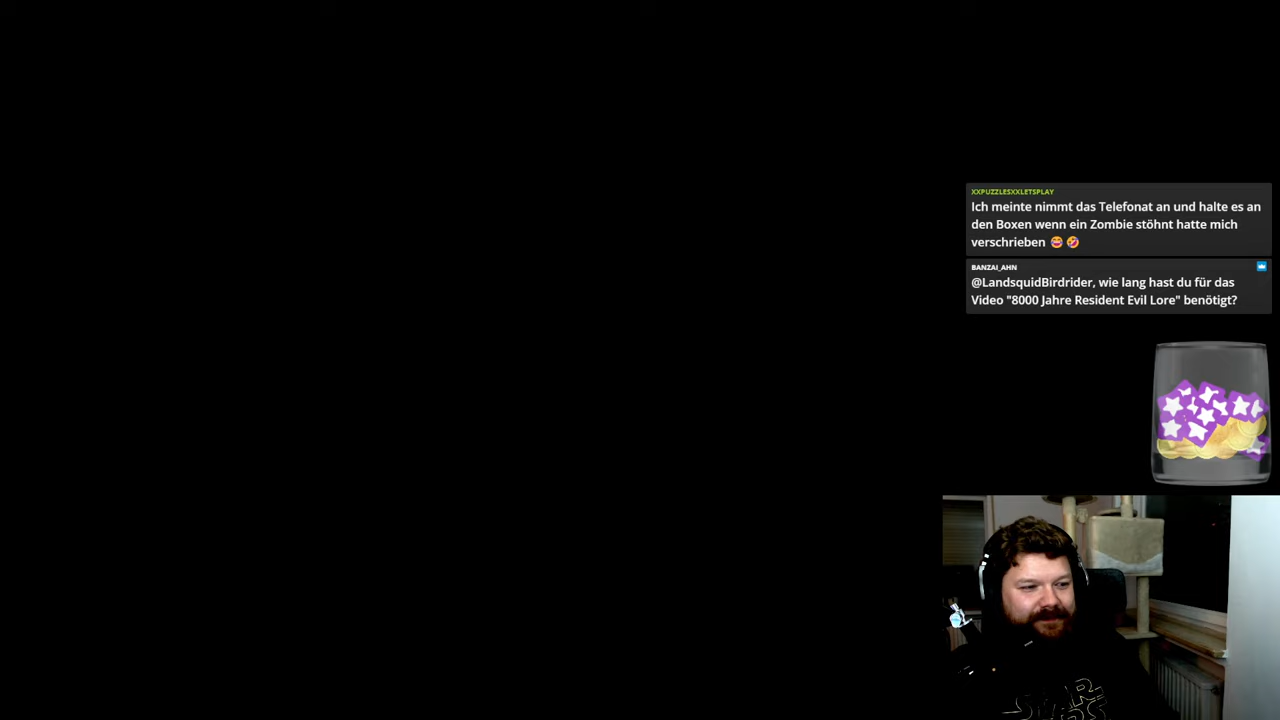 XXPUZZLESXXLETSPLAY
Ich meinte nimmt das Telefonat an und halte es an
den Boxen wenn ein Zombie stöhnt hatte mich
verschrieben 😂 🤣
BANZAI_AHN
@LandsquidBirdrider, wie lang hast du für das
Video "8000 Jahre Resident Evil Lore" benötigt?